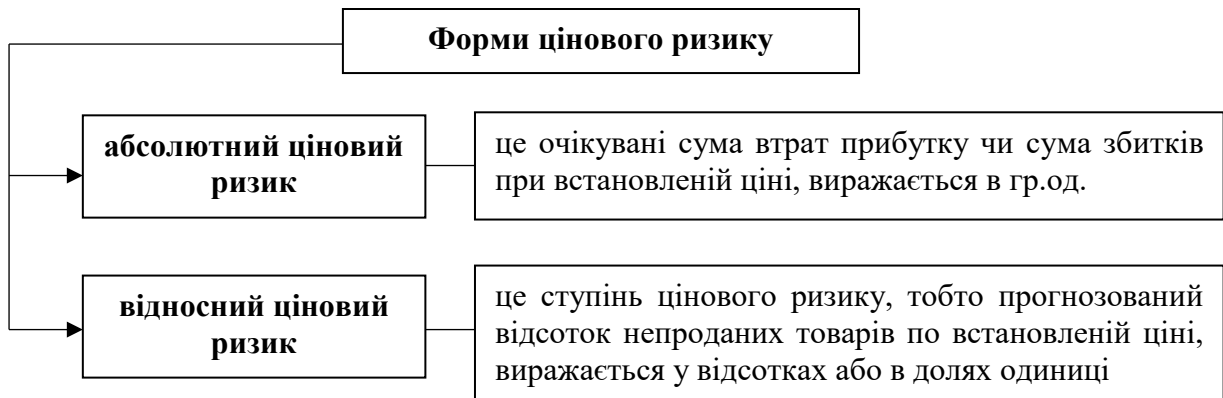 Форми цінового ризику
абсолютний ціновий
ризик
це очікувані сума втрат прибутку чи сума збитків
при встановленій ціні, виражається в гр.од.
відносний ціновий
ризик
це ступінь цінового ризику, тобто прогнозований
відсоток непроданих товарів по встановленій ціні,
виражається у відсотках або в долях одиниці